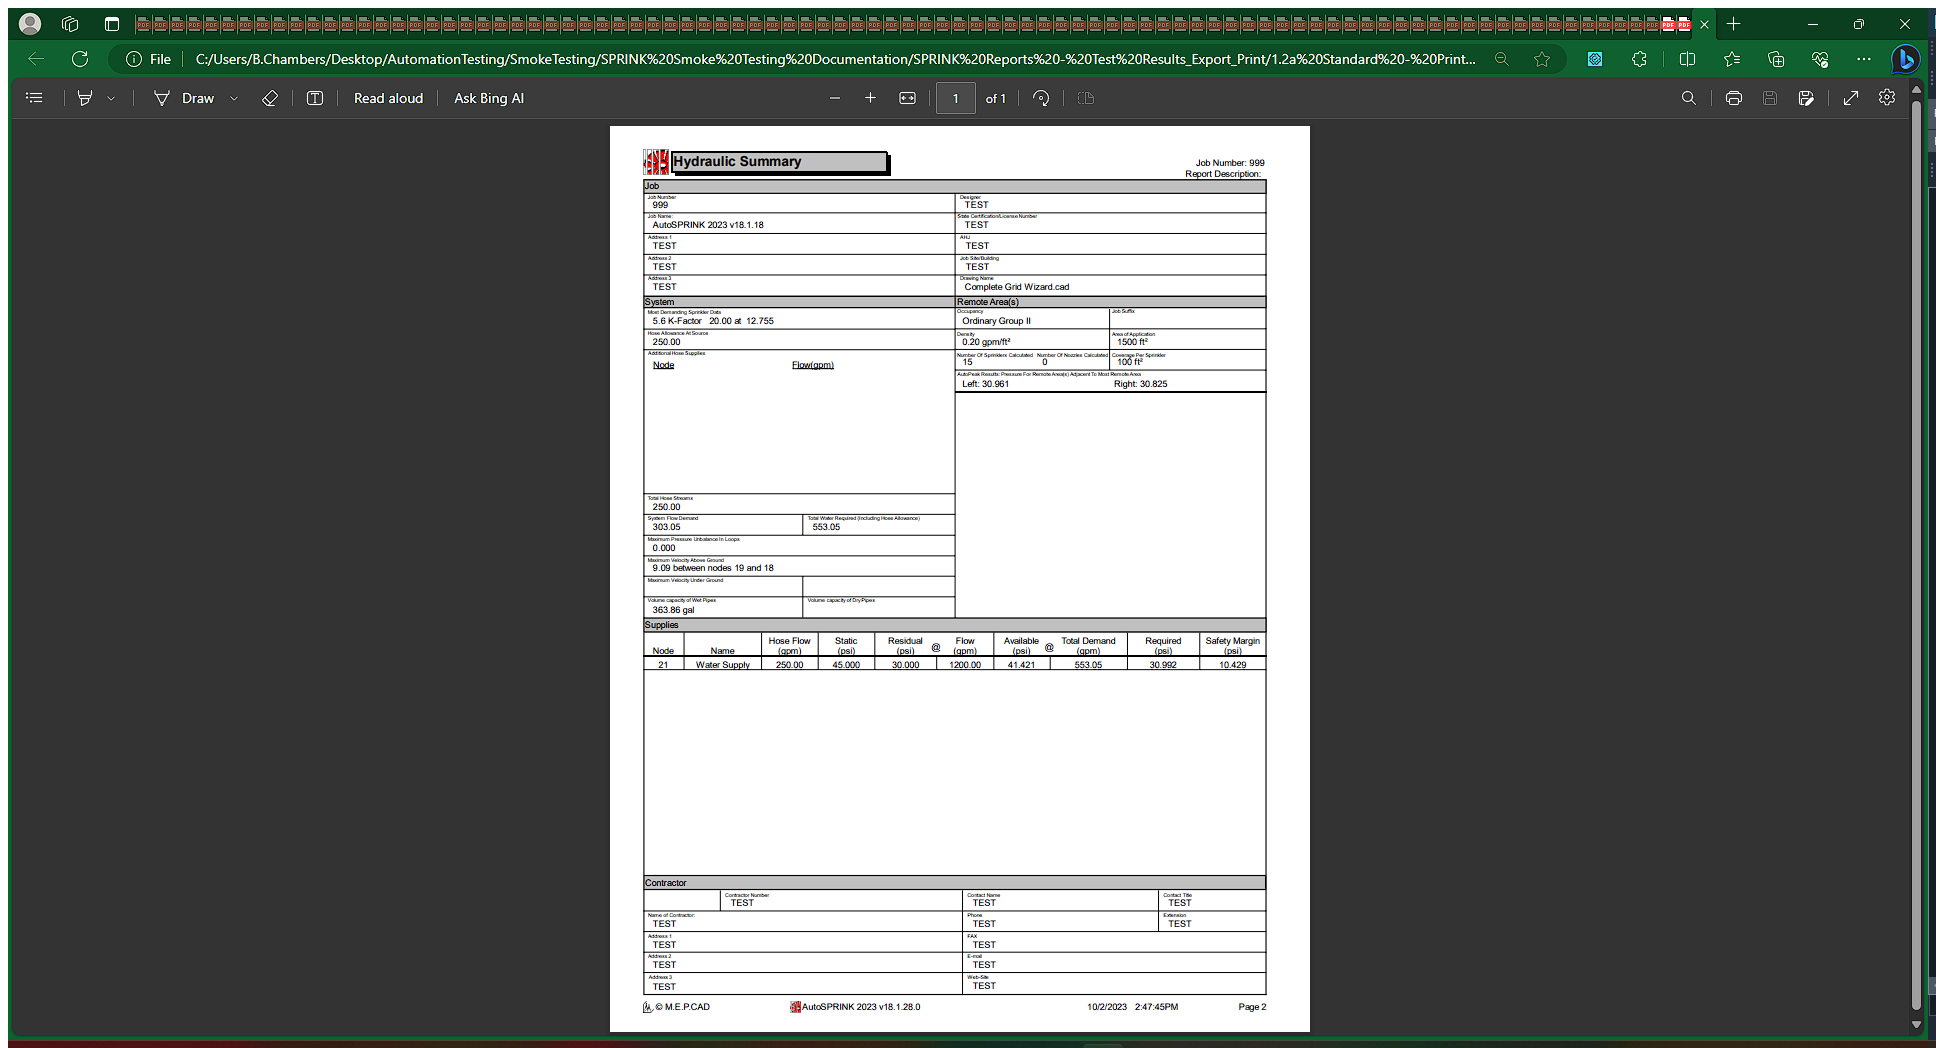 File
C:/Users/B.Chambers/Desktop/AutomationTesting/SmokeTesting/SPRINK%20Smoke%20Testing%20Documentation/SPRINK%20Reports%20-%20Test%20Results_Export_Print/1.2a%20Standard%20-%20Print...
Draw
Read aloud
Ask Bing AI
1 of 1
Hydraulic Summary
Job Number: 999
Report Description:
Job
Job Number
999
Designer
TEST
Job Name:
AutoSPRINK 2023 v18.1.18
State Certification/License Number
TEST
Address 1
TEST
AHJ
TEST
Address 2
TEST
Job Site/Building
TEST
Address 3
TEST
Drawing Name
Complete Grid Wizard.cad
System
Remote Area(s)
Most Demanding Sprinkler Data
5.6 K-Factor 20.00 at 12.755
Occupancy
Ordinary Group II
Job Suffix
Hose Allowance At Source
250.00
Density
0.20 gpm/ft²
Area of Application
1500 ft²
Additional Hose Supplies
Node Flow(gpm)
Number Of Sprinklers Calculated
15
Number Of Nozzles Calculated
0
Coverage Per Sprinkler
100 ft²
AutoPeak Results: Pressure For Remote Area(s) Adjacent To Most Remote Area
Left: 30.961 Right: 30.825
Total Hose Streams
250.00
System Flow Demand
303.05
Total Water Required (Including Hose Allowance)
553.05
Maximum Pressure Unbalance In Loops
0.000
Maximum Velocity Above Ground
9.09 between nodes 19 and 18
Maximum Velocity Under Ground
Volume capacity of Wet Pipes
363.86 gal
Volume capacity of Dry Pipes
Supplies
Node Name Hose Flow (gpm) Static (psi) Residual (psi) @ Flow (gpm) Available (psi) @ Total Demand (gpm) Required (psi) Safety Margin (psi)
21 Water Supply 250.00 45.000 30.000 1200.00 41.421 553.05 30.992 10.429
Contractor
Contractor Number
TEST
Contact Name
TEST
Contact Title
TEST
Name of Contractor:
TEST
Phone
TEST
Extension
TEST
Address 1
TEST
FAX
TEST
Address 2
TEST
E-mail
TEST
Address 3
TEST
Web-Site
TEST
© M.E.P.CAD
AutoSPRINK 2023 v18.1.28.0
10/2/2023 2:47:45PM
Page 2